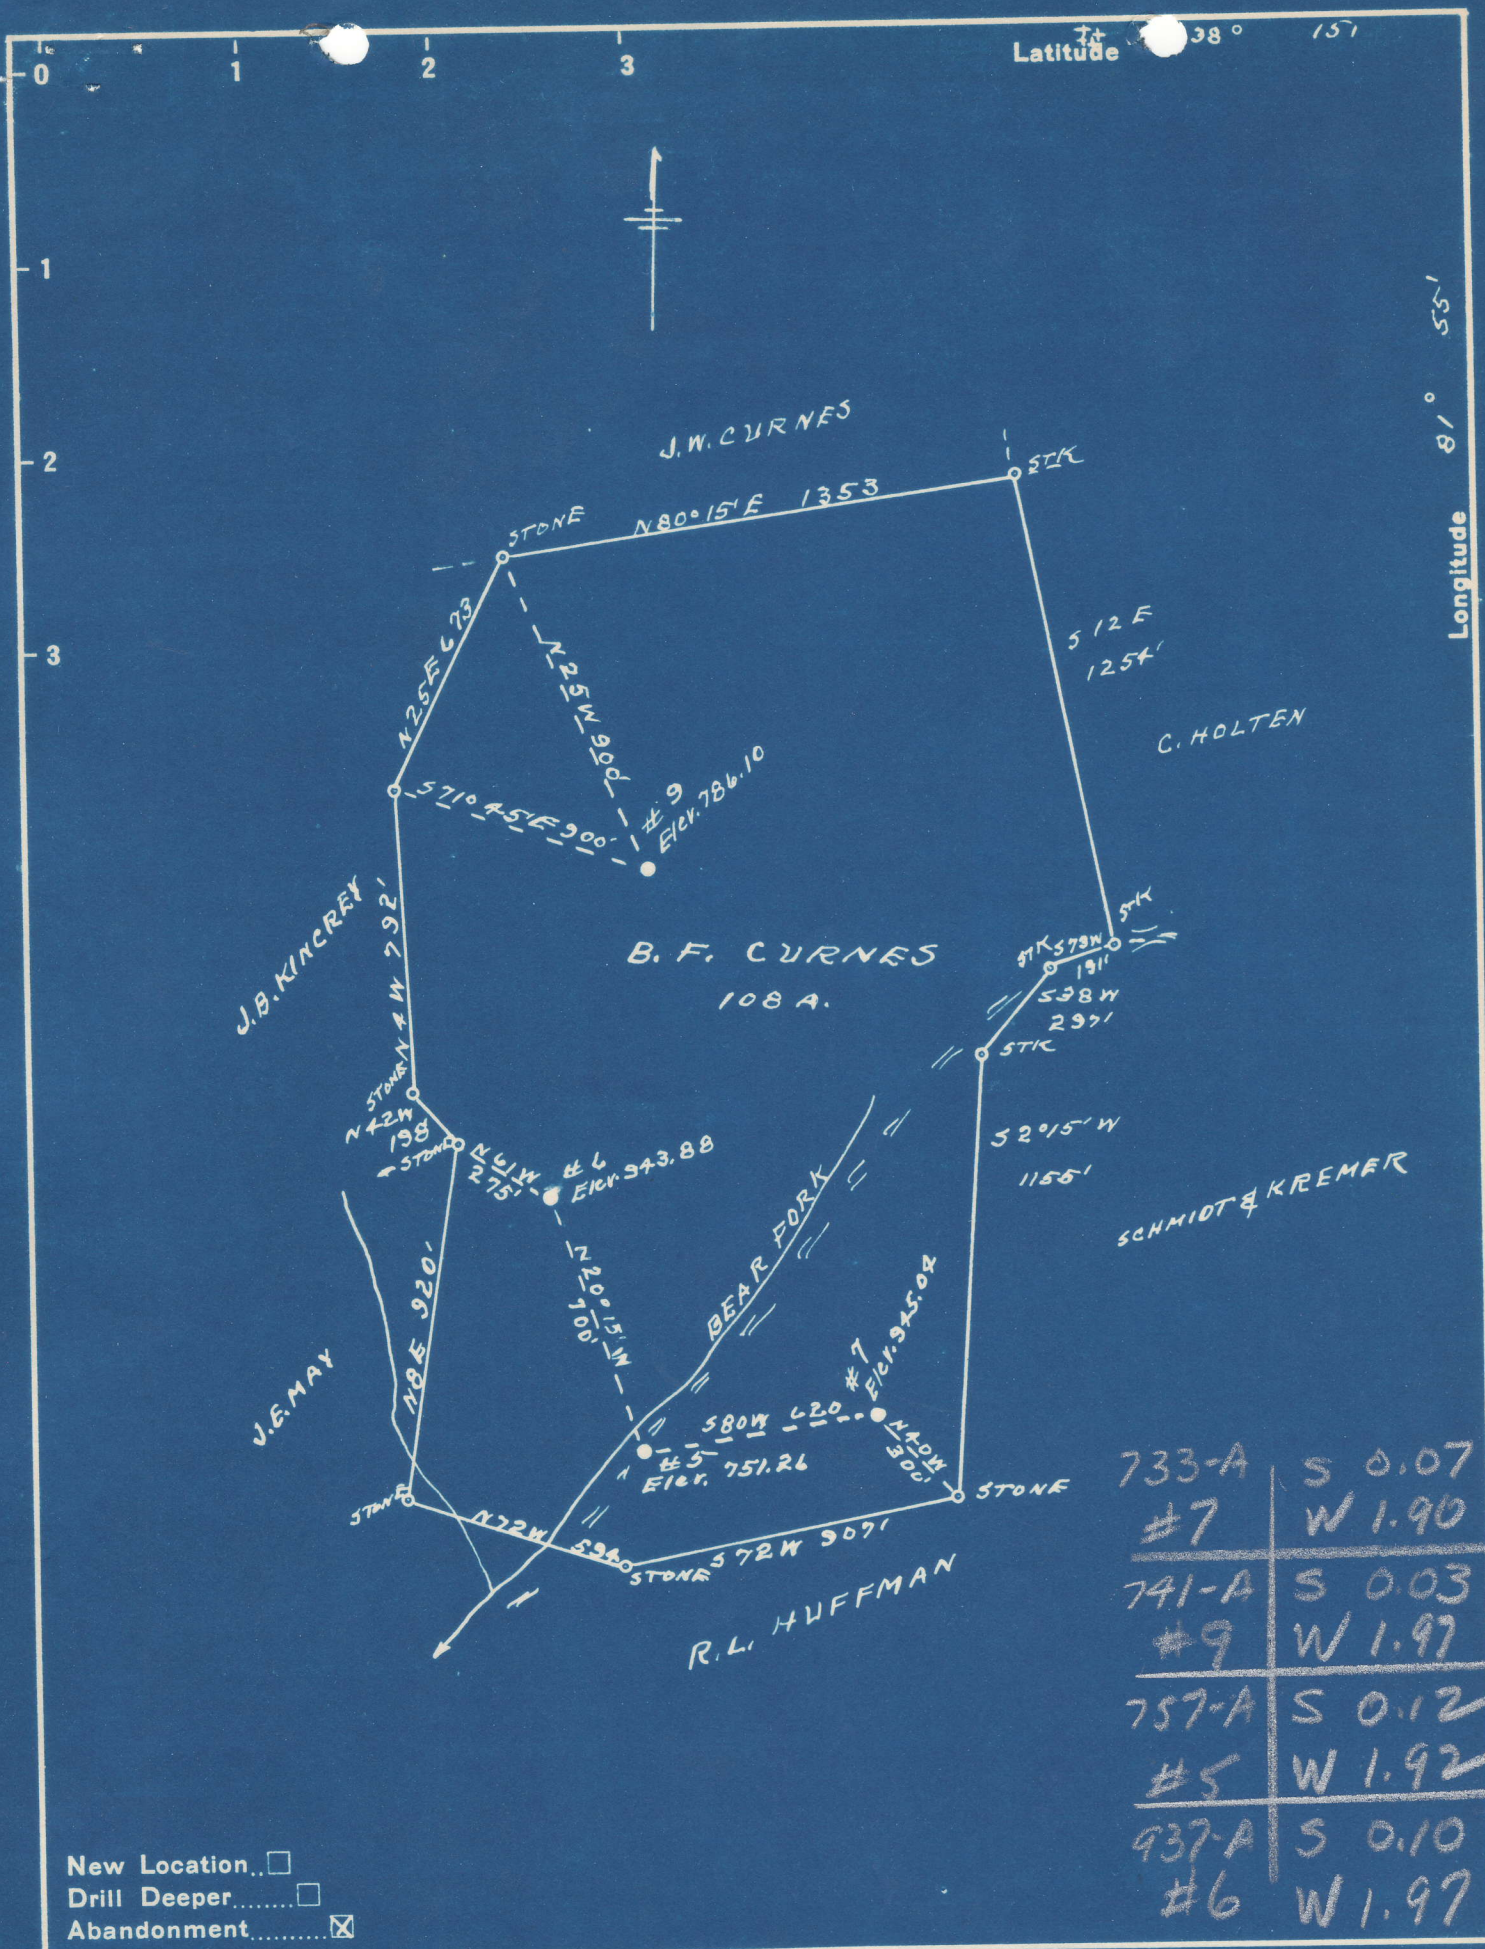 Latitude 38° 15'
0
1
2
3
1
2
3
Longitude 81° 55'
J.W. CURNES
STK
STONE
N80°15'E 1353
N25E 673
N25W 900'
S 12 E
1254'
C. HOLTEN
S71°45'E 900'
# 9
Elev. 786.10
J.B. KINCREY
N4W 792'
B. F. CURNES
108 A.
STK
STK S79W
191'
S38W
297'
STK
STONE
N42W
198
STONE
N61W
275'
# 6
Elev. 943.88
S2°15'W
1155'
SCHMIDT & KREMER
BEAR FORK
N20°15'W
700'
N8E 920'
J.E. MAY
# 7
Elev. 945.04
S80W 620
N40W
300'
# 5
Elev. 751.26
STONE
STONE
N72W 594
STONE
S72W 907'
R.L. HUFFMAN
733-A S 0.07
#7 W 1.90
741-A S 0.03
#9 W 1.97
757-A S 0.12
#5 W 1.92
937-A S 0.10
#6 W 1.97
New Location..☐
Drill Deeper........☐
Abandonment..........☒